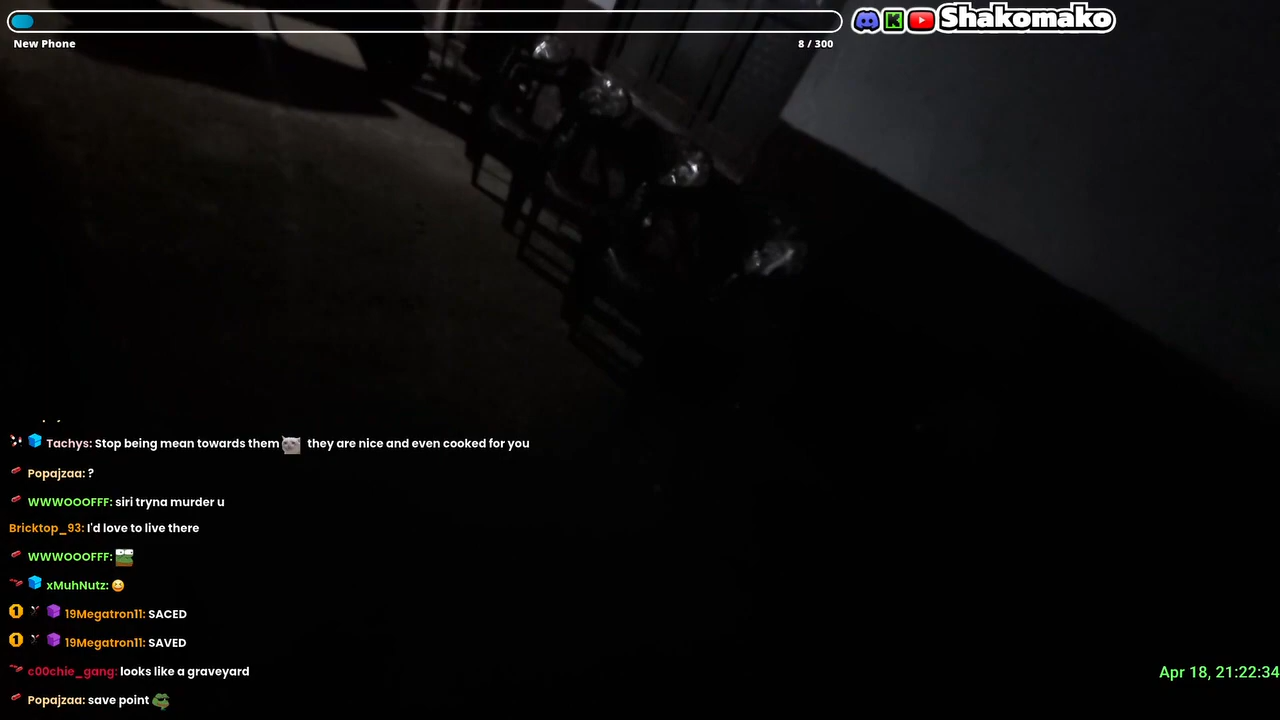 Shakomako
New Phone
8 / 300
Tachys: Stop being mean towards them they are nice and even cooked for you
Popajzaa: ?
WWWOOOFFF: siri tryna murder u
Bricktop_93: I'd love to live there
WWWOOOFFF:
xMuhNutz:
19Megatron11: SACED
19Megatron11: SAVED
c00chie_gang: looks like a graveyard
Popajzaa: save point
Apr 18, 21:22:34